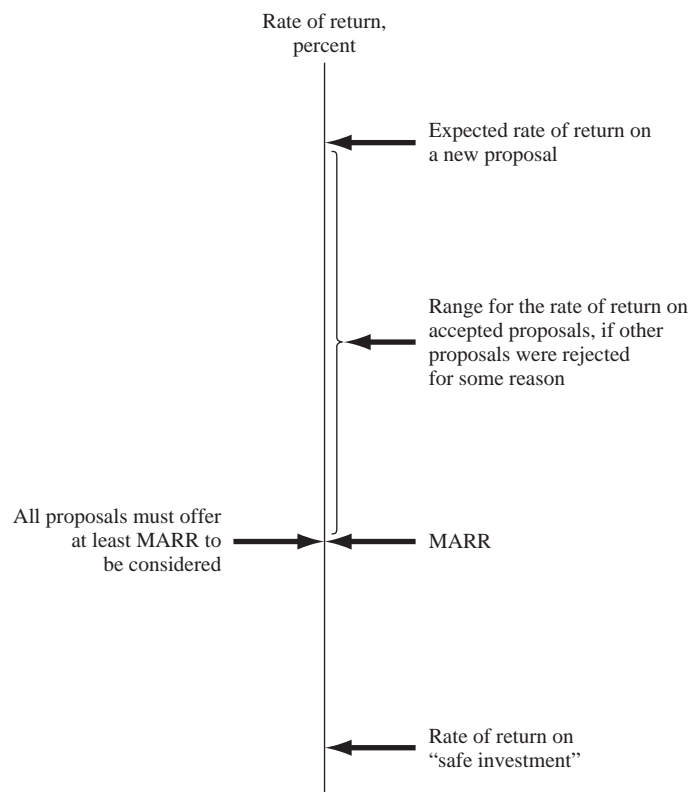 Rate of return,
percent
Expected rate of return on
a new proposal
Range for the rate of return on
accepted proposals, if other
proposals were rejected
for some reason
All proposals must offer
at least MARR to
be considered
MARR
Rate of return on
“safe investment”